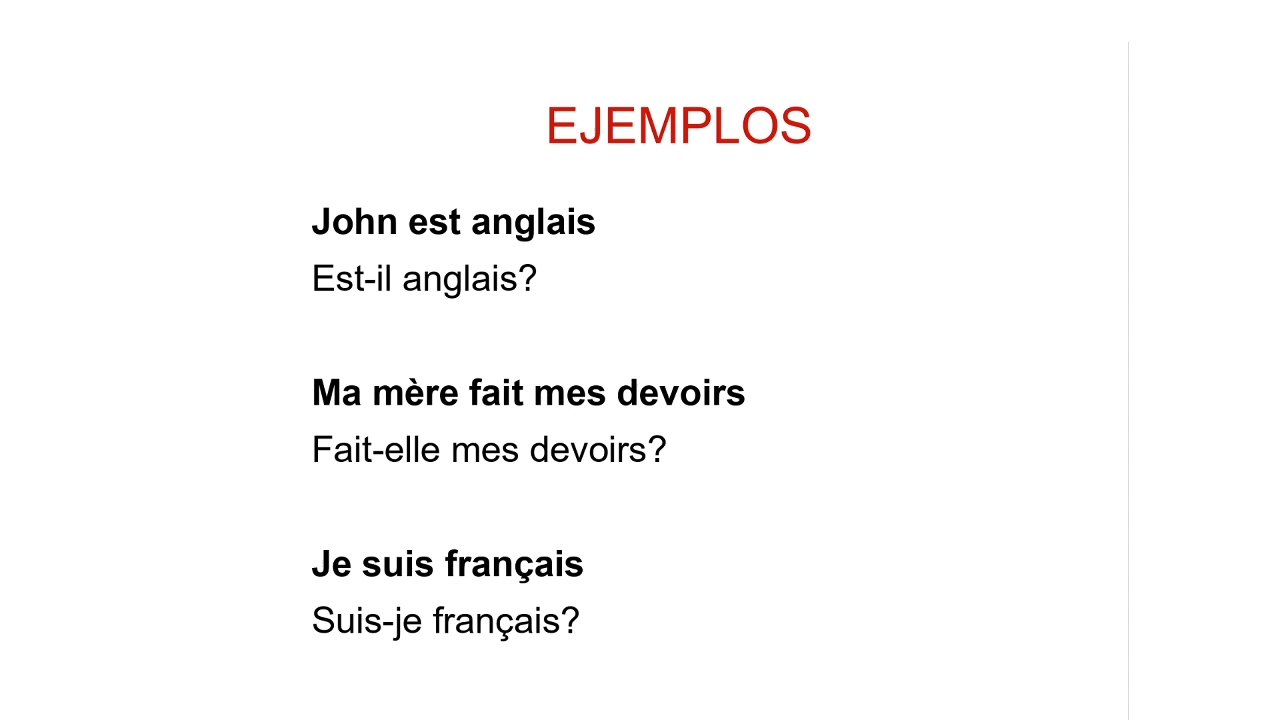 EJEMPLOS
John est anglais
Est-il anglais?
Ma mère fait mes devoirs
Fait-elle mes devoirs?
Je suis français
Suis-je français?